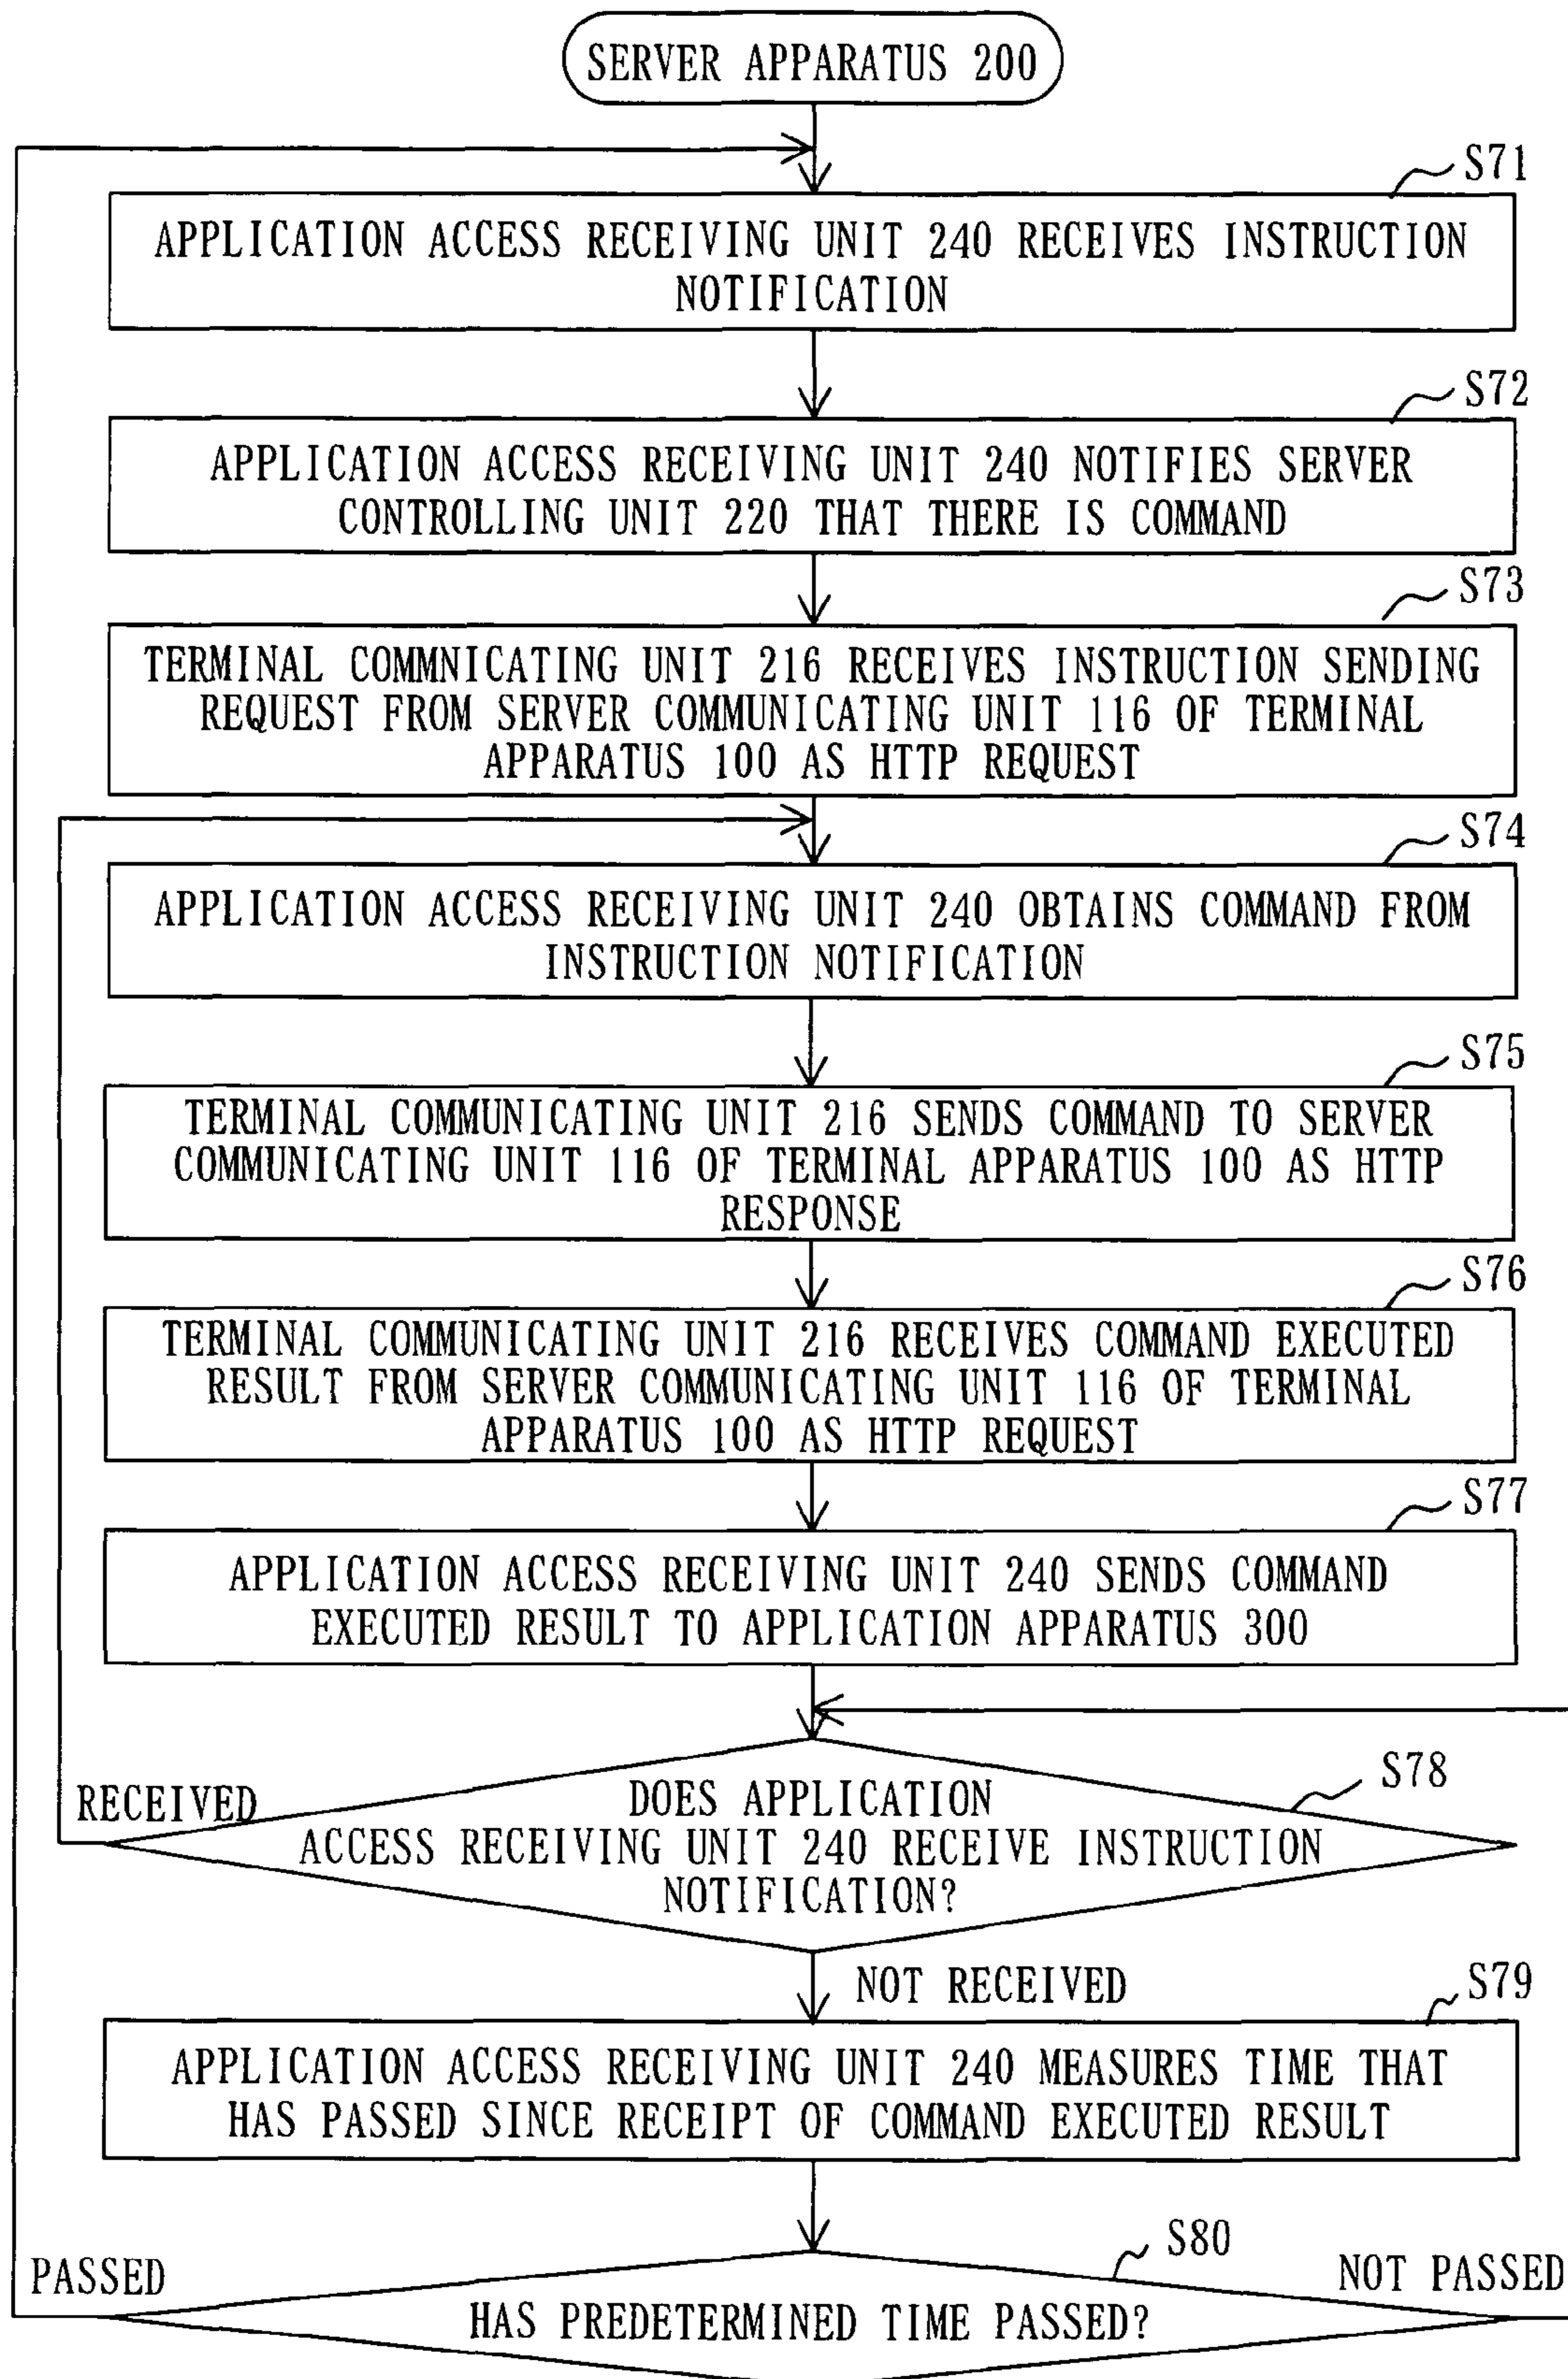 SERVER APPARATUS 200
S71
APPLICATION ACCESS RECEIVING UNIT 240 RECEIVES INSTRUCTION
NOTIFICATION
S72
APPLICATION ACCESS RECEIVING UNIT 240 NOTIFIES SERVER
CONTROLLING UNIT 220 THAT THERE IS COMMAND
S73
TERMINAL COMMNICATING UNIT 216 RECEIVES INSTRUCTION SENDING
REQUEST FROM SERVER COMMUNICATING UNIT 116 OF TERMINAL
APPARATUS 100 AS HTTP REQUEST
S74
APPLICATION ACCESS RECEIVING UNIT 240 OBTAINS COMMAND FROM
INSTRUCTION NOTIFICATION
S75
TERMINAL COMMUNICATING UNIT 216 SENDS COMMAND TO SERVER
COMMUNICATING UNIT 116 OF TERMINAL APPARATUS 100 AS HTTP
RESPONSE
S76
TERMINAL COMMUNICATING UNIT 216 RECEIVES COMMAND EXECUTED
RESULT FROM SERVER COMMUNICATING UNIT 116 OF TERMINAL
APPARATUS 100 AS HTTP REQUEST
S77
APPLICATION ACCESS RECEIVING UNIT 240 SENDS COMMAND
EXECUTED RESULT TO APPLICATION APPARATUS 300
S78
RECEIVED
DOES APPLICATION
ACCESS RECEIVING UNIT 240 RECEIVE INSTRUCTION
NOTIFICATION?
NOT RECEIVED
S79
APPLICATION ACCESS RECEIVING UNIT 240 MEASURES TIME THAT
HAS PASSED SINCE RECEIPT OF COMMAND EXECUTED RESULT
S80
PASSED
NOT PASSED
HAS PREDETERMINED TIME PASSED?